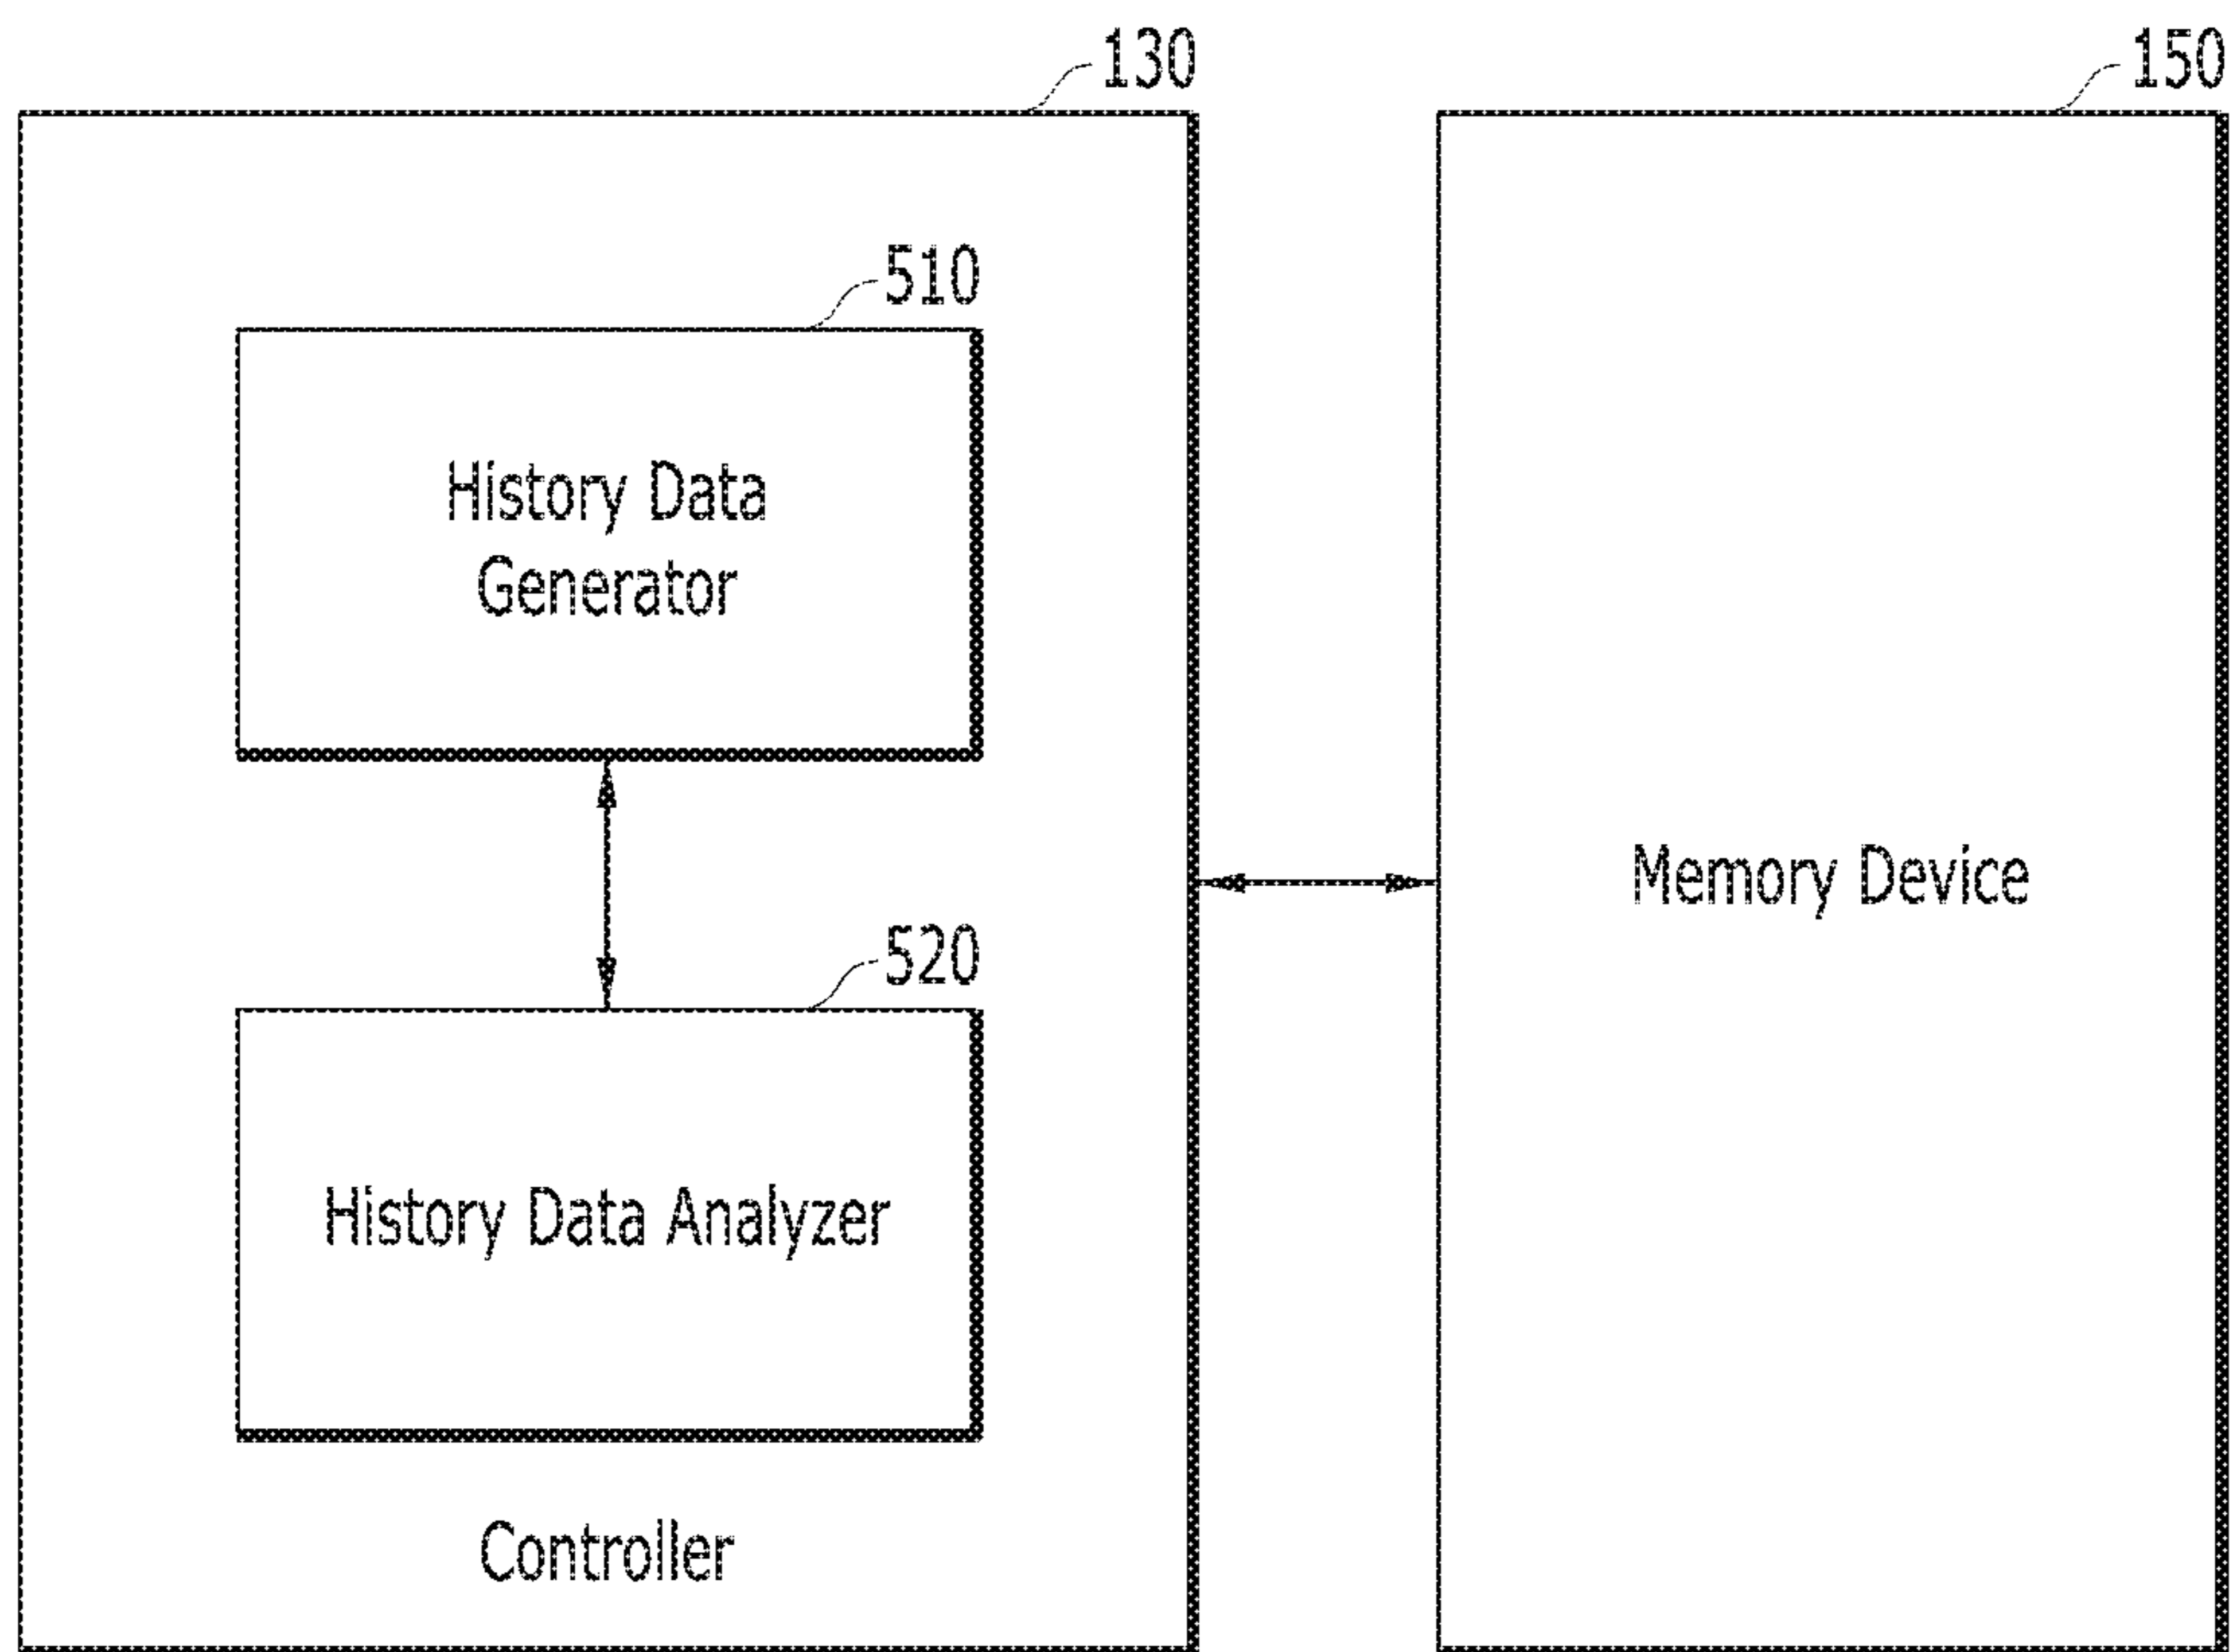 130
150
510
History Data
Generator
520
Memory Device
History Data Analyzer
Controller